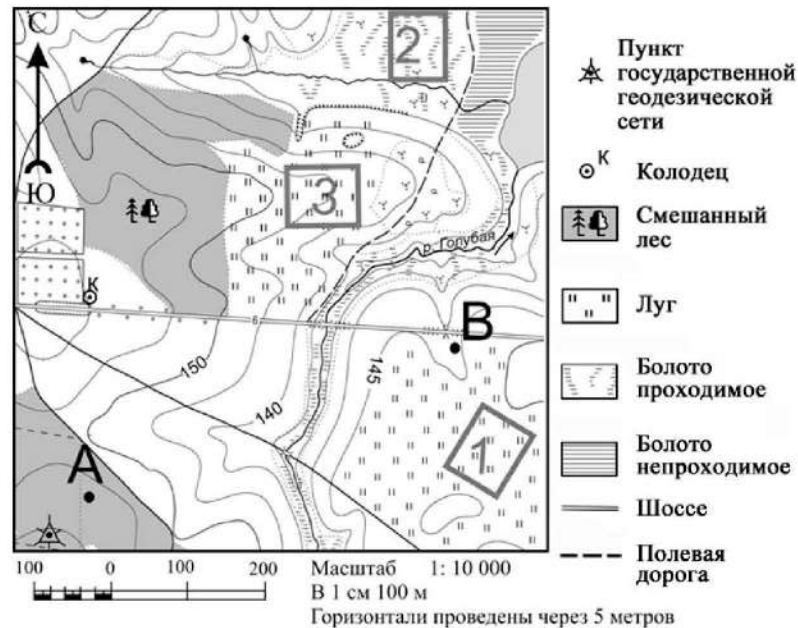 С
Ю
2
3
1
К
р. Голубая
6
В
150
140
145
А
100 0 100 200
Масштаб 1: 10 000
В 1 см 100 м
Горизонтали проведены через 5 метров
Пункт
государственной
геодезической
сети
К
Колодец
Смешанный
лес
Луг
Болото
проходимое
Болото
непроходимое
Шоссе
Полевая
дорога